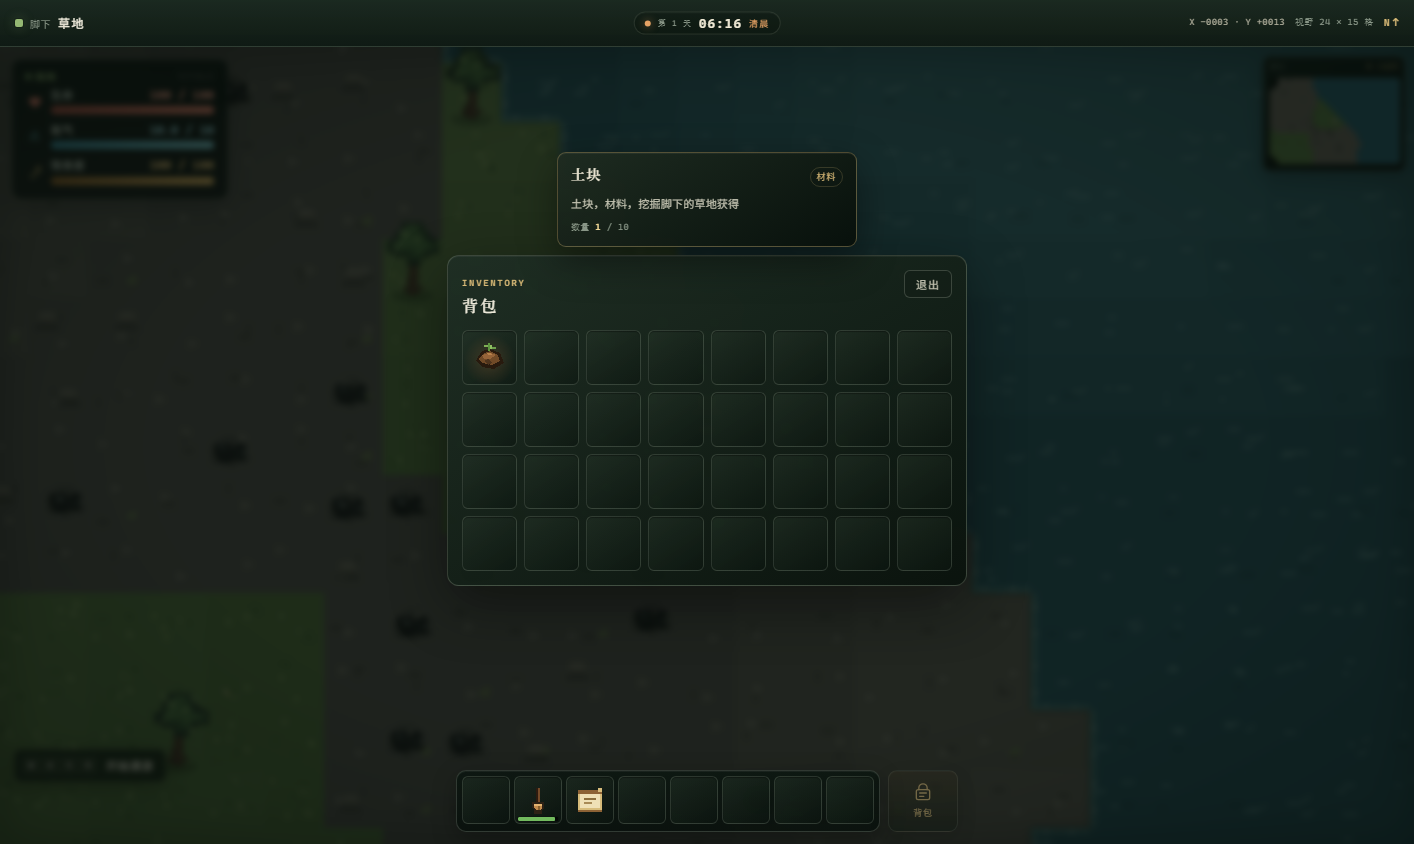 脚下 草地
第 1 天 06:16 清晨
X -0003 · Y +0013 视野 24 × 15 格 N↑
土块
材料
土块，材料，挖掘脚下的草地获得
数量 1 / 10
INVENTORY
退出
背包
背包